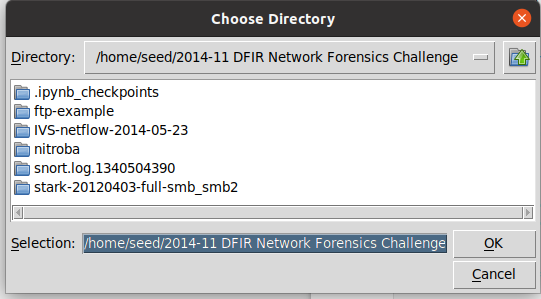 Choose Directory
Directory: /home/seed/2014-11 DFIR Network Forensics Challenge
.ipynb_checkpoints
ftp-example
IVS-netflow-2014-05-23
nitroba
snort.log.1340504390
stark-20120403-full-smb_smb2
Selection: /home/seed/2014-11 DFIR Network Forensics Challenge OK
Cancel